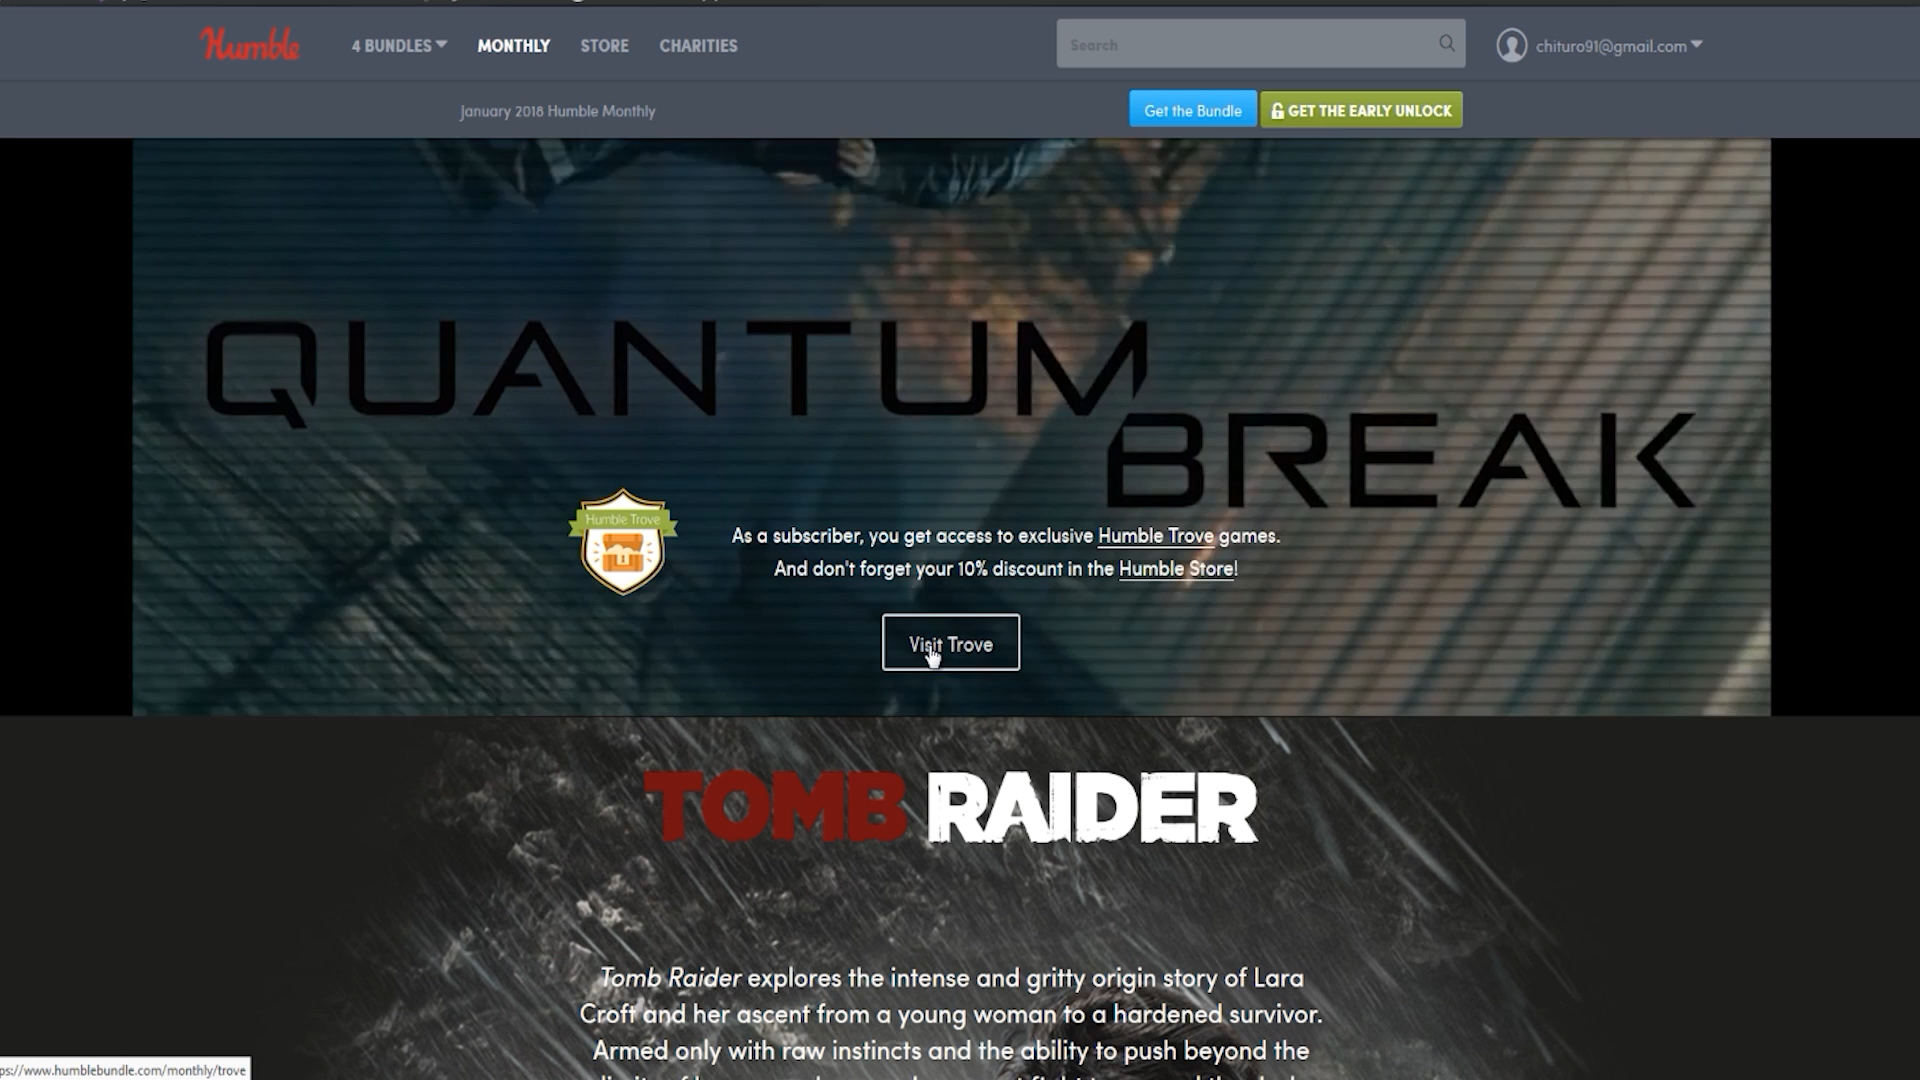 Humble
4 BUNDLES
MONTHLY
STORE
CHARITIES
Search
chituro91@gmail.com
January 2018 Humble Monthly
Get the Bundle
GET THE EARLY UNLOCK
QUANTUM
BREAK
Humble Trove
As a subscriber, you get access to exclusive Humble Trove games.
And don't forget your 10% discount in the Humble Store!
Visit Trove
TOMB RAIDER
Tomb Raider explores the intense and gritty origin story of Lara
Croft and her ascent from a young woman to a hardened survivor.
Armed only with raw instincts and the ability to push beyond the
ps://www.humblebundle.com/monthly/trove